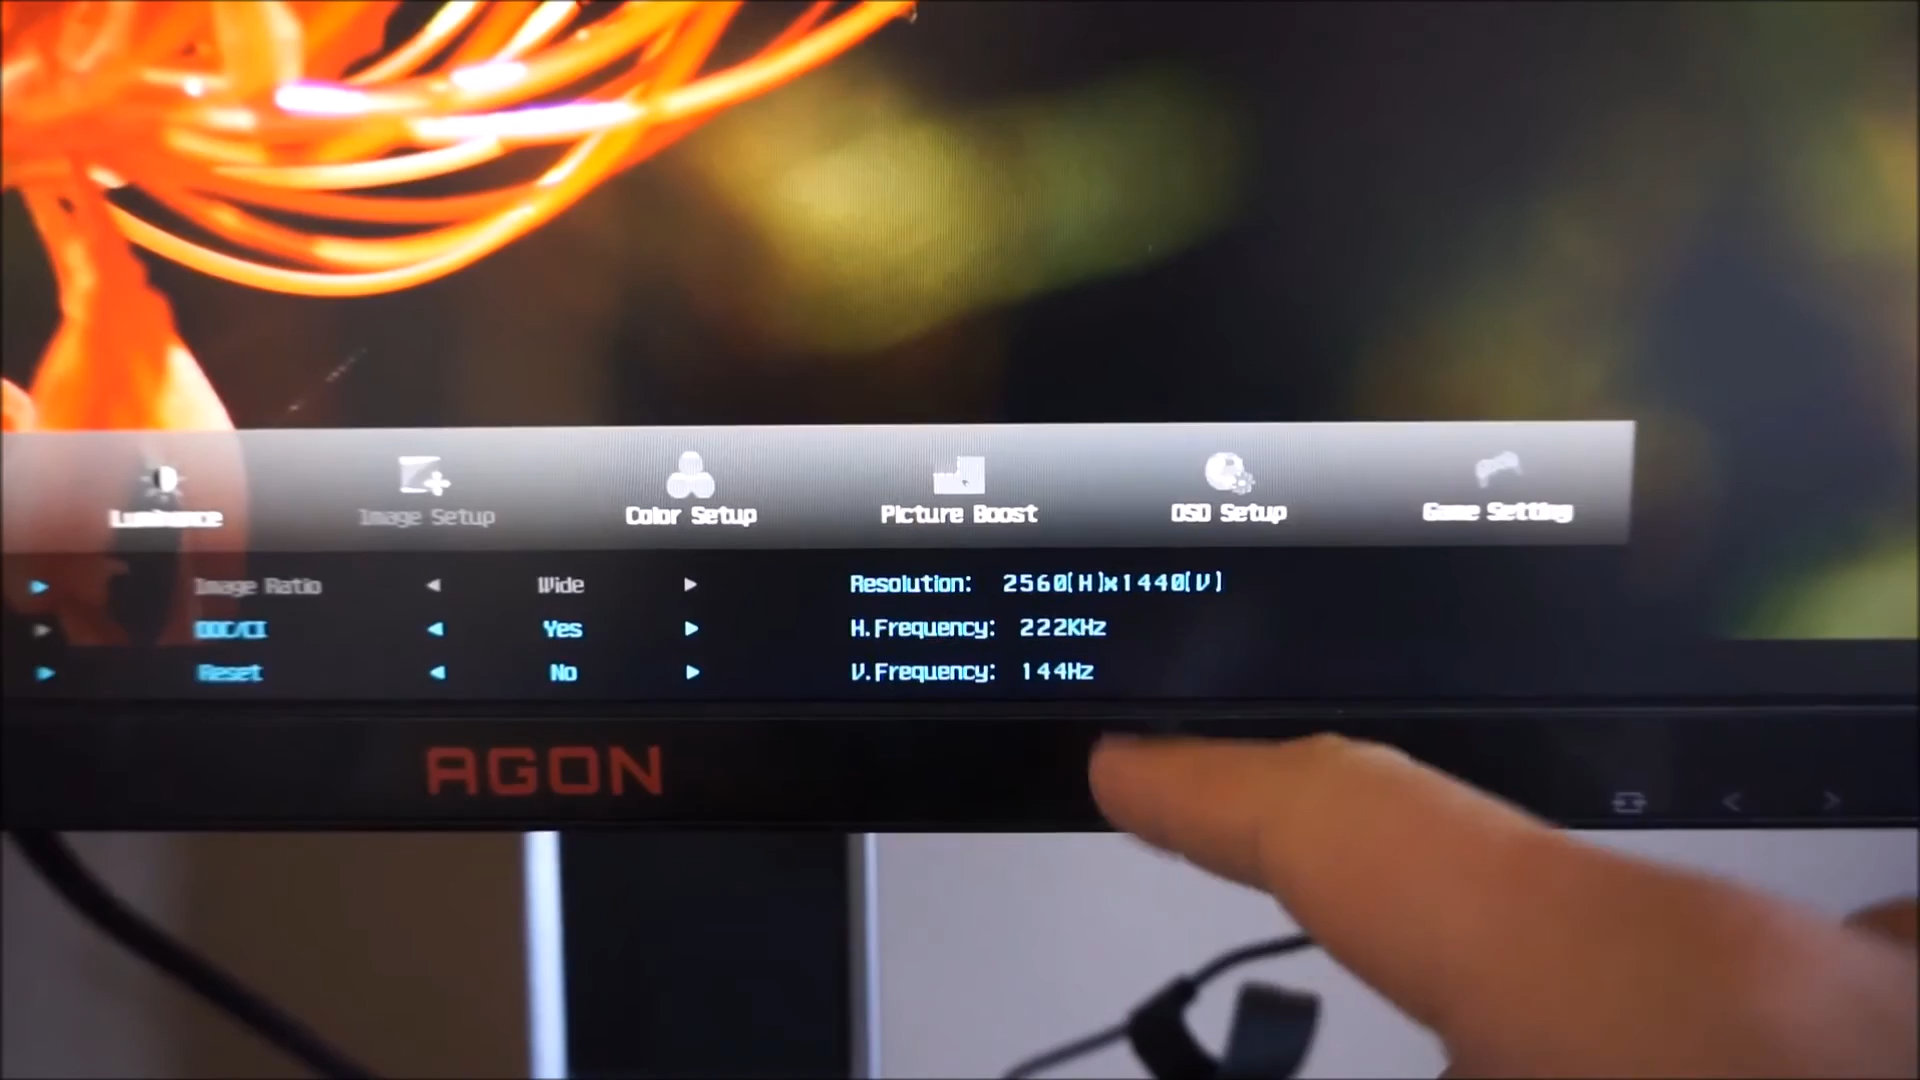 Luminance
Image Setup
Color Setup
Picture Boost
OSD Setup
Game Setting
Image Ratio Wide Resolution: 2560(H)x1440(V)
DDC/CI Yes H.Frequency: 222KHz
Reset No V.Frequency: 144Hz
AGON